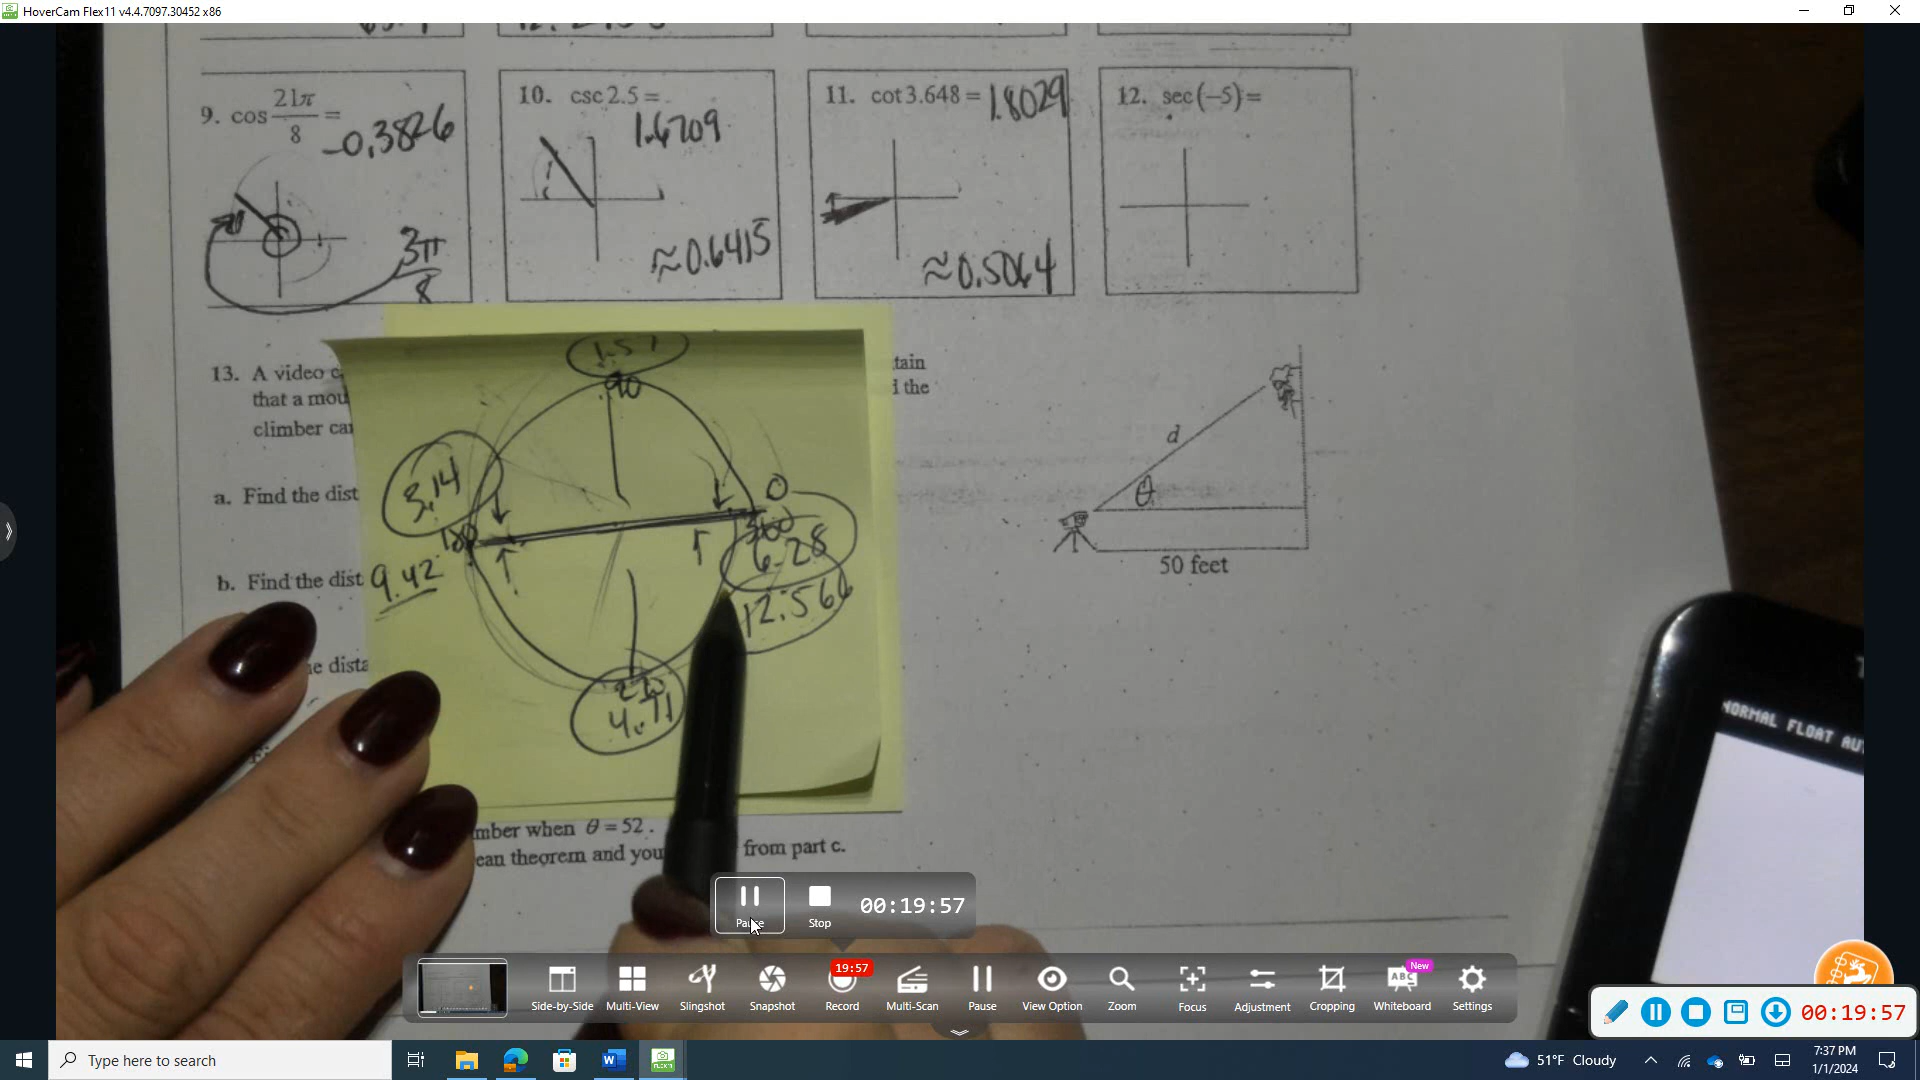 HoverCam Flex11 v4.4.7097.30452 x86
9. cos 21π/8 = -0.3826
3π/8
10. csc 2.5 =
1.6709
≈0.6415
11. cot 3.648 = 1.8029
≈0.5064
12. sec(-5) =
13. A video c
tain
that a mou
d the
climber can
a. Find the dist
b. Find the dist
e dista
mber when θ = 52.
ean theorem and you
from part c.
1.57
90
3.14
180
9.42
0
360
6.28
12.566
270
4.71
d
θ
50 feet
NORMAL FLOAT AU
Pause
Stop
00:19:57
19:57
New
Side-by-Side
Multi-View
Slingshot
Snapshot
Record
Multi-Scan
Pause
View Option
Zoom
Focus
Adjustment
Cropping
Whiteboard
Settings
00:19:57
Type here to search
51°F Cloudy
7:37 PM
1/1/2024